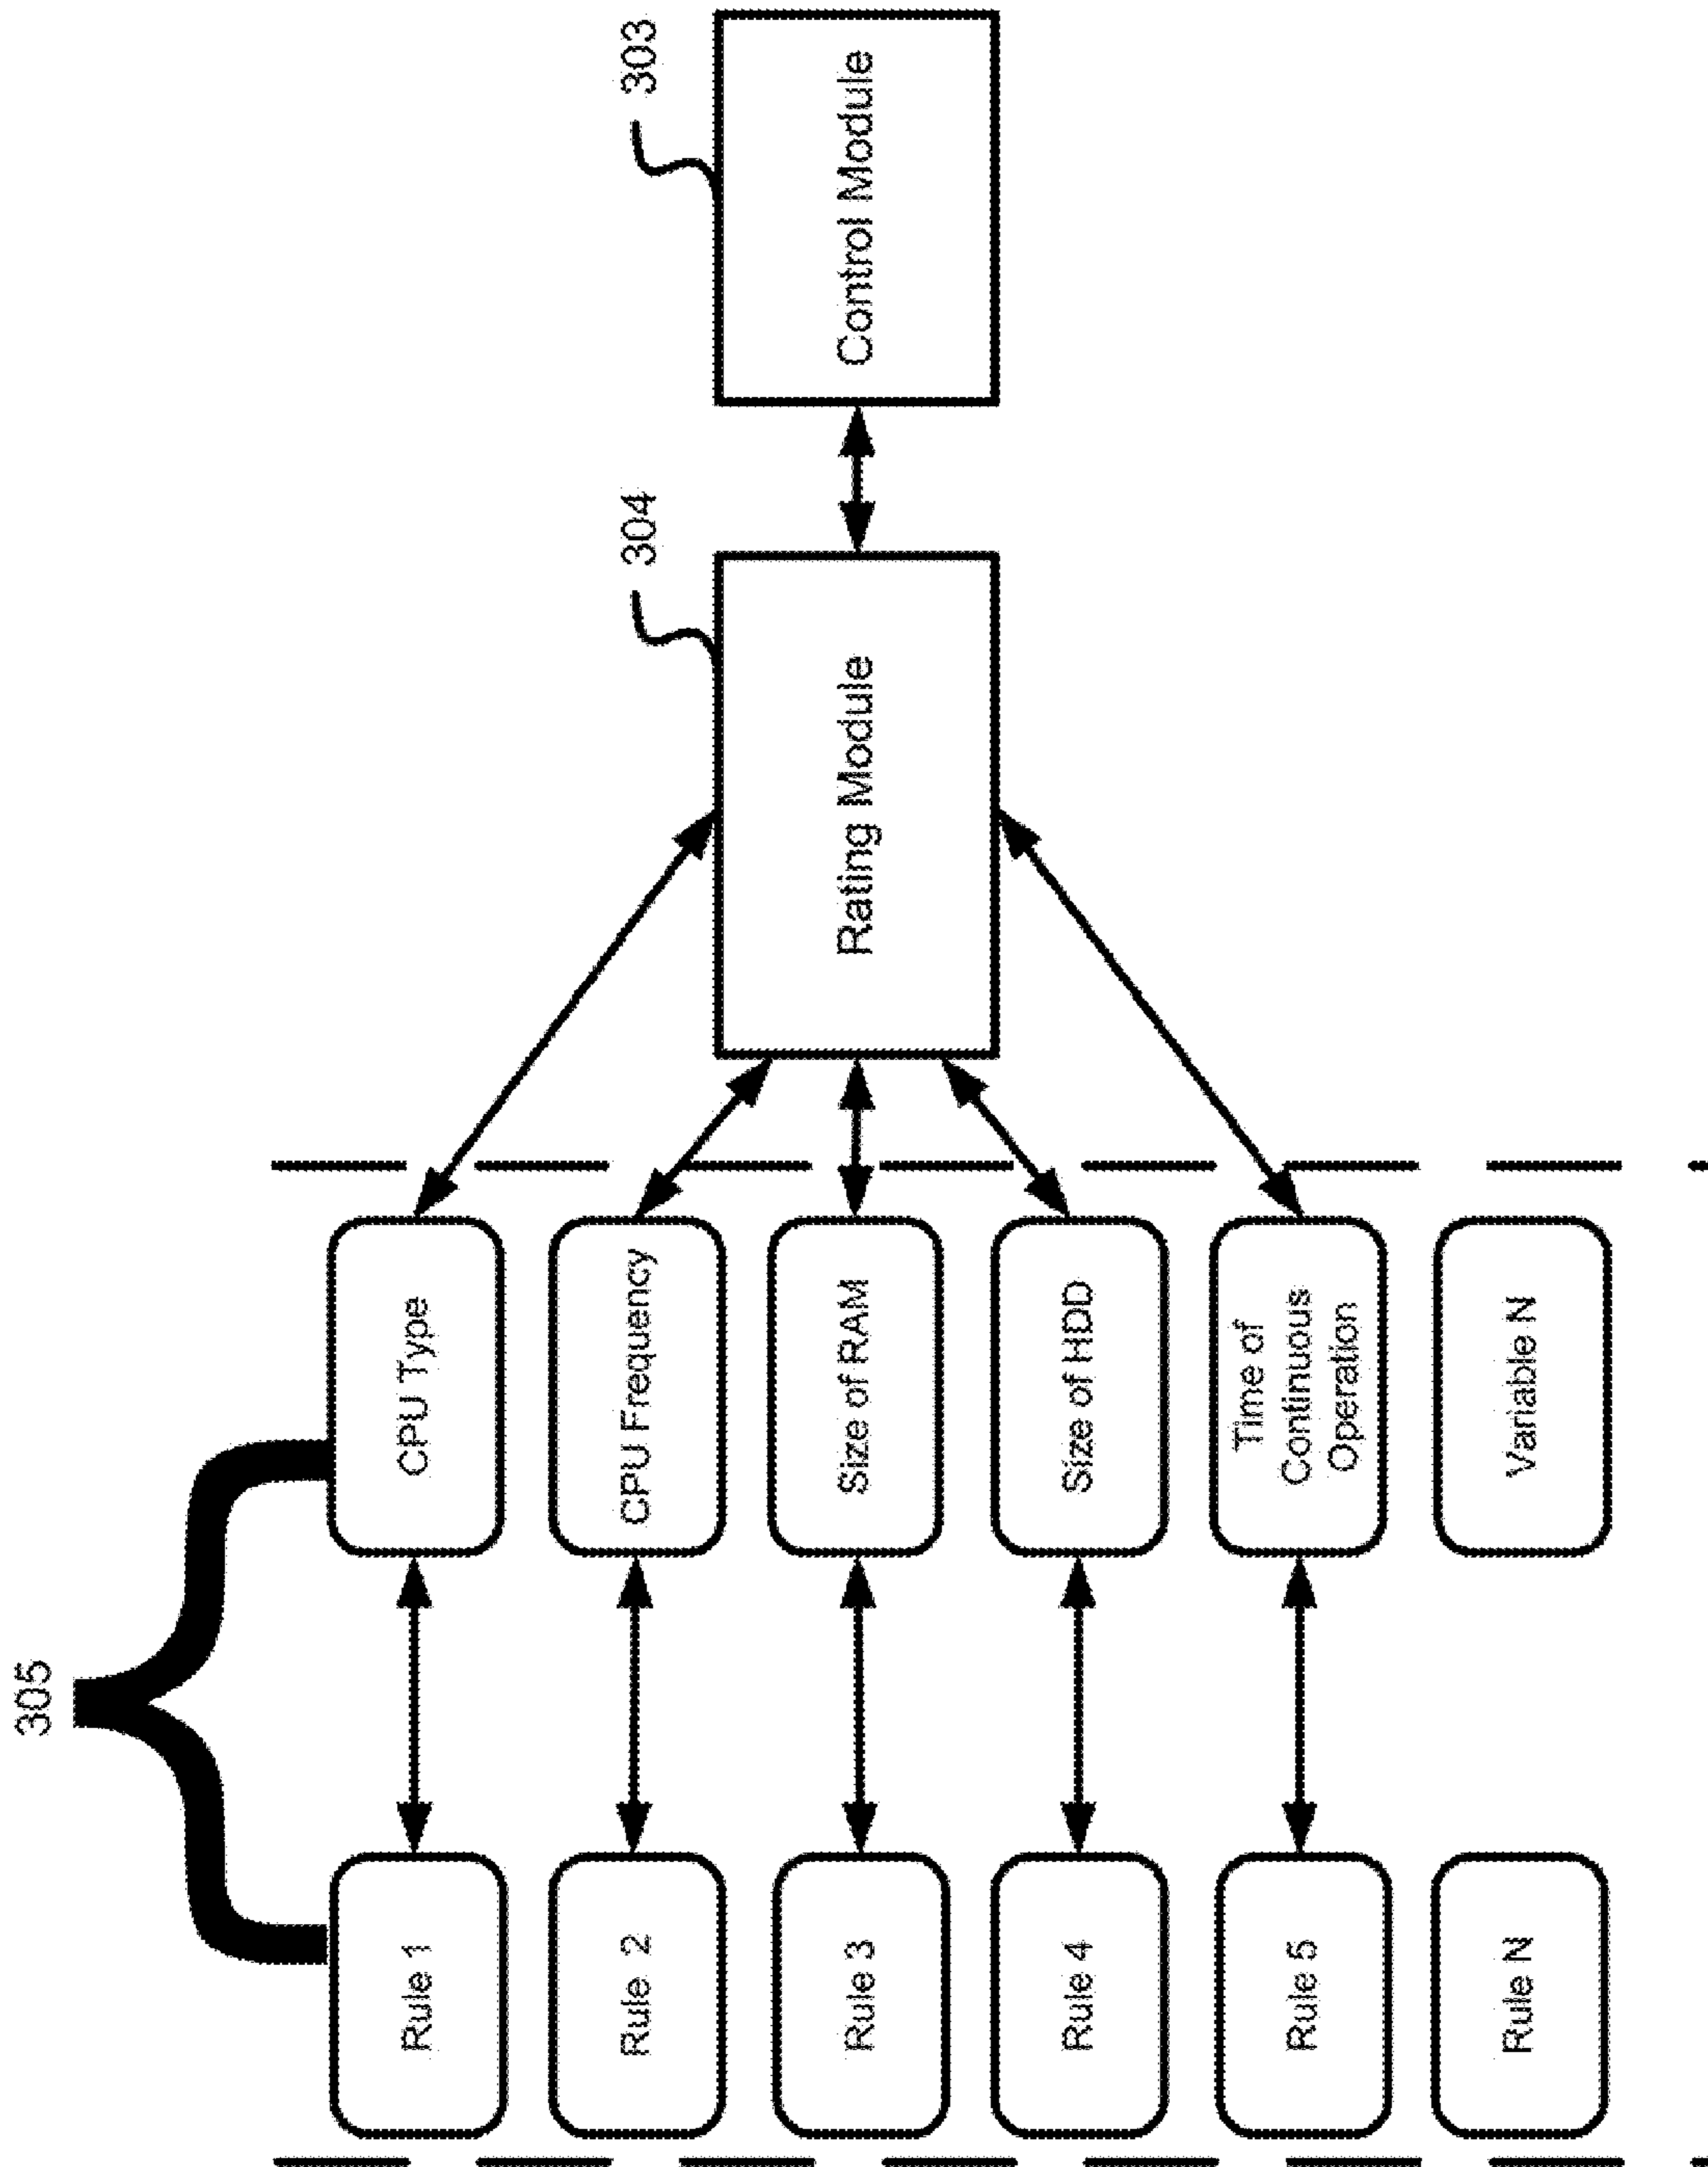 305
Rule 1
CPU Type
Rule 2
CPU Frequency
Rule 3
Size of RAM
Rule 4
Size of HDD
Rule 5
Time of
Continuous
Operation
Rule N
Variable N
304
Rating Module
303
Control Module